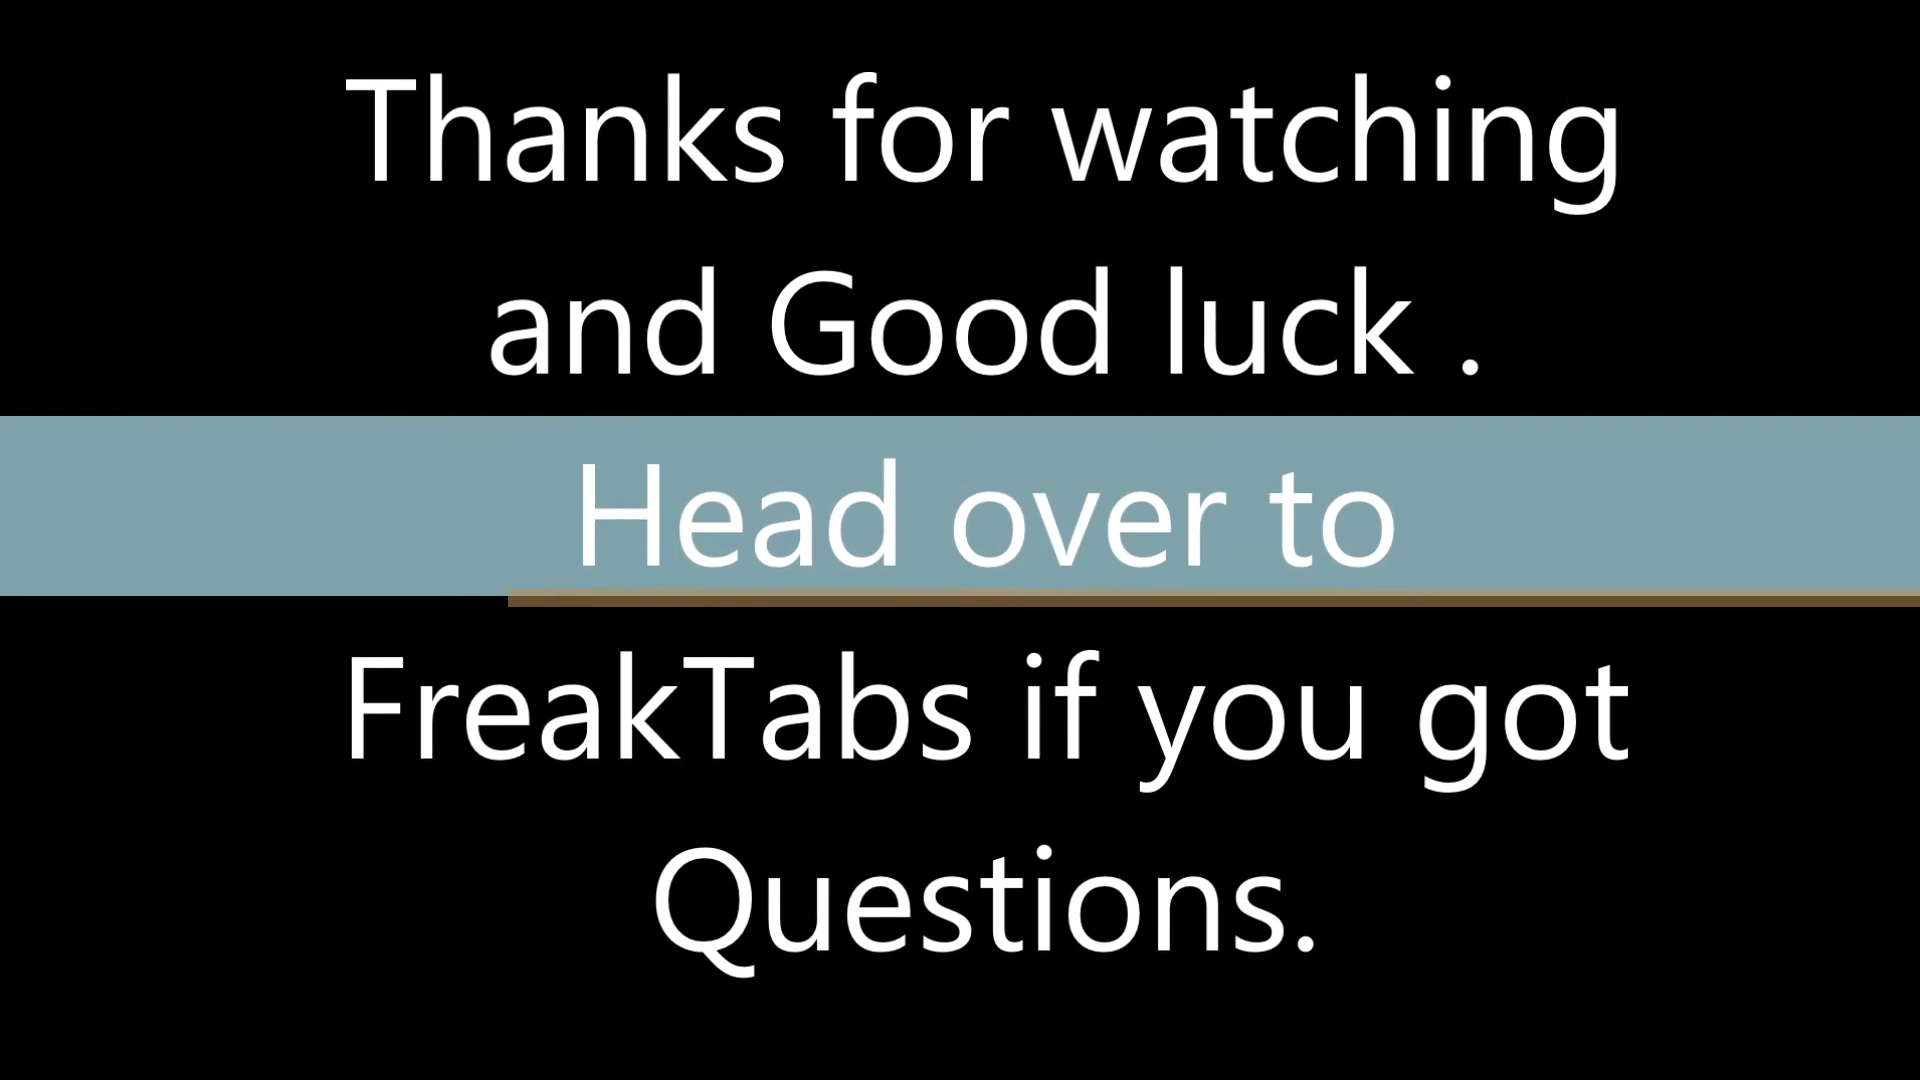 Thanks for watching
and Good luck .
Head over to
FreakTabs if you got
Questions.